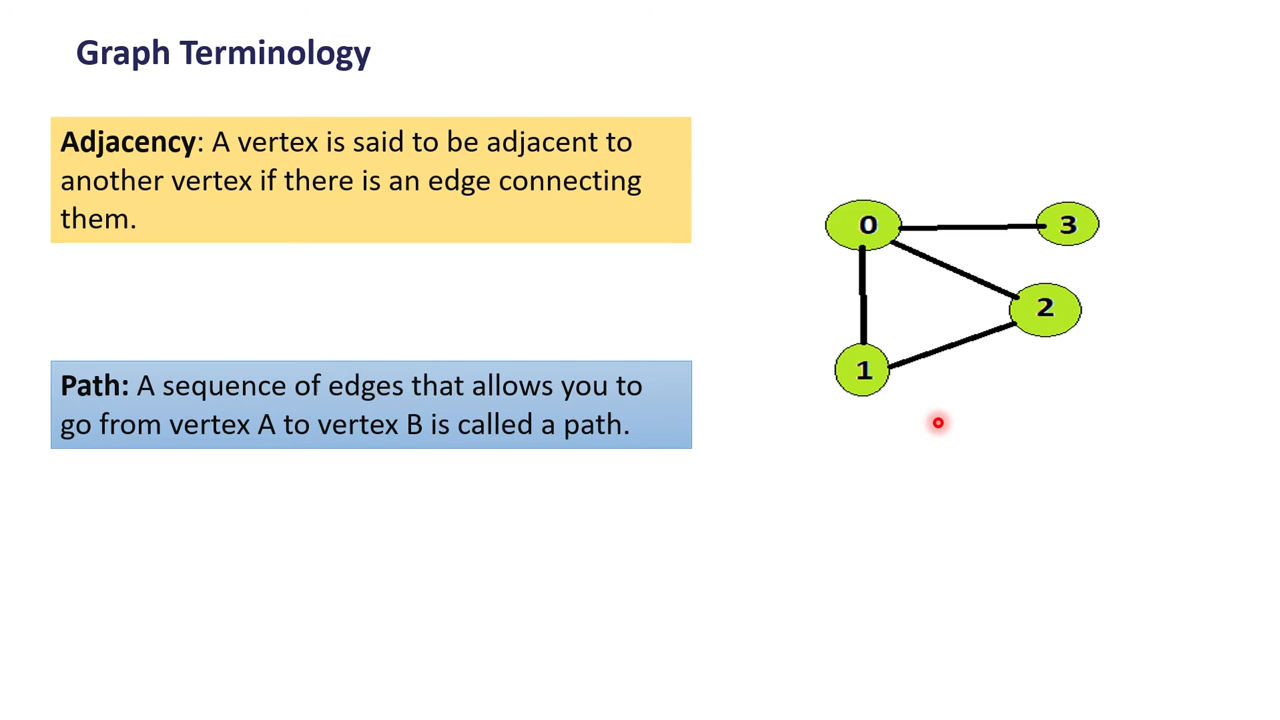 Graph Terminology
Adjacency: A vertex is said to be adjacent to
another vertex if there is an edge connecting
them.
0
3
2
1
Path: A sequence of edges that allows you to
go from vertex A to vertex B is called a path.